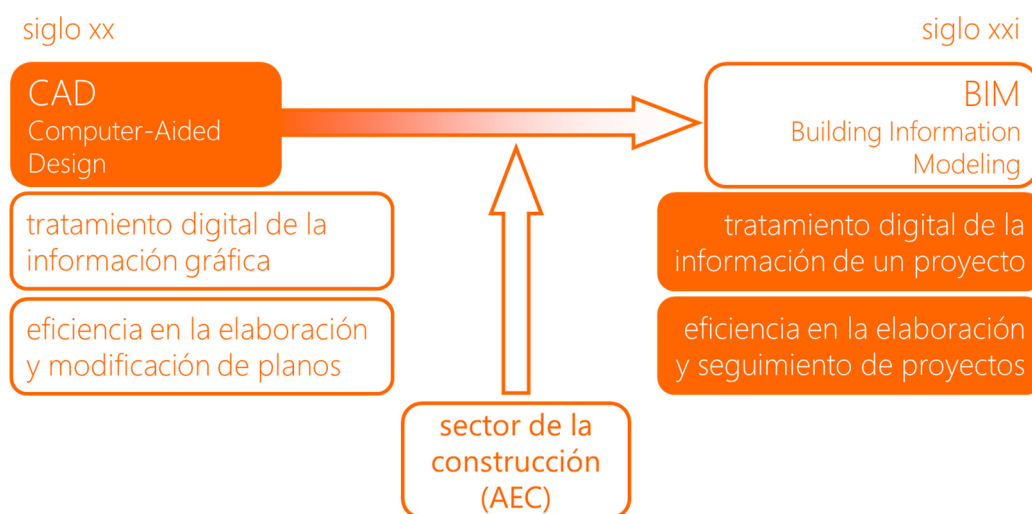 siglo xx
siglo xxi
CAD
Computer-Aided
Design
BIM
Building Information
Modeling
tratamiento digital de la
información gráfica
tratamiento digital de la
información de un proyecto
eficiencia en la elaboración
y modificación de planos
eficiencia en la elaboración
y seguimiento de proyectos
sector de la
construcción
(AEC)